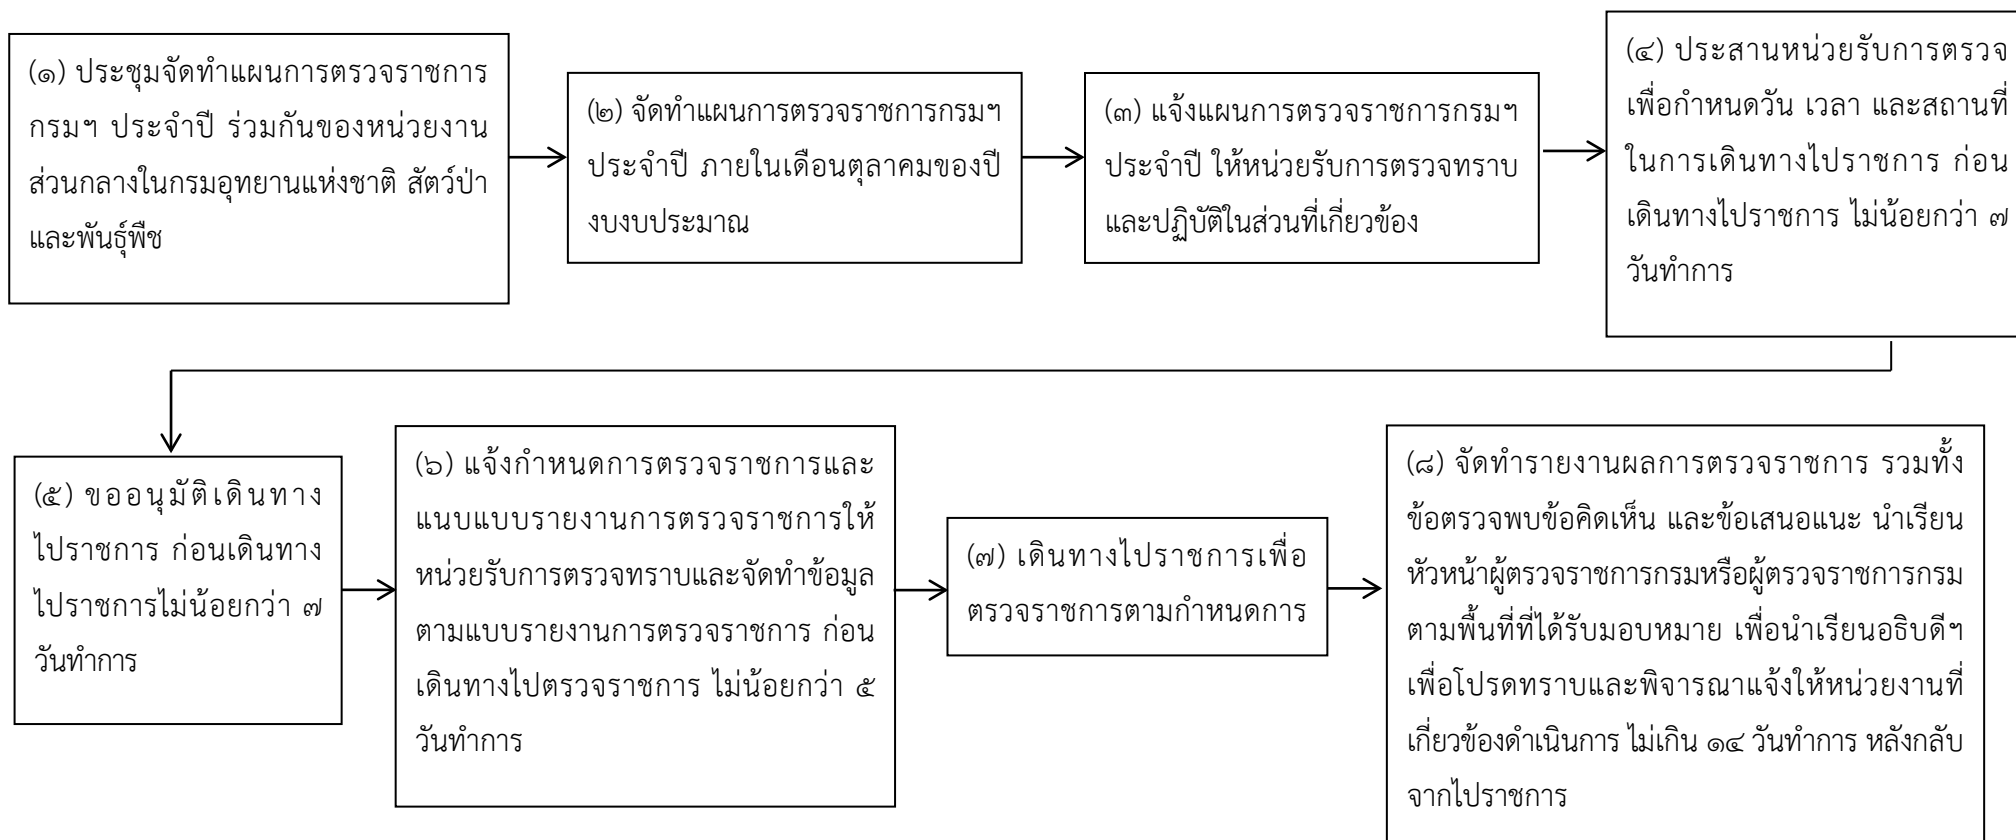 (๑) ประชุมจัดทำแผนการตรวจราชการ
กรมฯ ประจำปี ร่วมกันของหน่วยงาน
ส่วนกลางในกรมอุทยานแห่งชาติ สัตว์ป่า
และพันธุ์พืช
(๒) จัดทำแผนการตรวจราชการกรมฯ
ประจำปี ภายในเดือนตุลาคมของปี
งบงบประมาณ
(๓) แจ้งแผนการตรวจราชการกรมฯ
ประจำปี ให้หน่วยรับการตรวจทราบ
และปฏิบัติในส่วนที่เกี่ยวข้อง
(๔) ประสานหน่วยรับการตรวจ
เพื่อกำหนดวัน เวลา และสถานที่
ในการเดินทางไปราชการ ก่อน
เดินทางไปราชการ ไม่น้อยกว่า ๗
วันทำการ
(๕) ขออนุมัติเดินทาง
ไปราชการ ก่อนเดินทาง
ไปราชการไม่น้อยกว่า ๗
วันทำการ
(๖) แจ้งกำหนดการตรวจราชการและ
แนบแบบรายงานการตรวจราชการให้
หน่วยรับการตรวจทราบและจัดทำข้อมูล
ตามแบบรายงานการตรวจราชการ ก่อน
เดินทางไปตรวจราชการ ไม่น้อยกว่า ๕
วันทำการ
(๗) เดินทางไปราชการเพื่อ
ตรวจราชการตามกำหนดการ
(๘) จัดทำรายงานผลการตรวจราชการ รวมทั้ง
ข้อตรวจพบข้อคิดเห็น และข้อเสนอแนะ นำเรียน
หัวหน้าผู้ตรวจราชการกรมหรือผู้ตรวจราชการกรม
ตามพื้นที่ที่ได้รับมอบหมาย เพื่อนำเรียนอธิบดีฯ
เพื่อโปรดทราบและพิจารณาแจ้งให้หน่วยงานที่
เกี่ยวข้องดำเนินการ ไม่เกิน ๑๔ วันทำการ หลังกลับ
จากไปราชการ